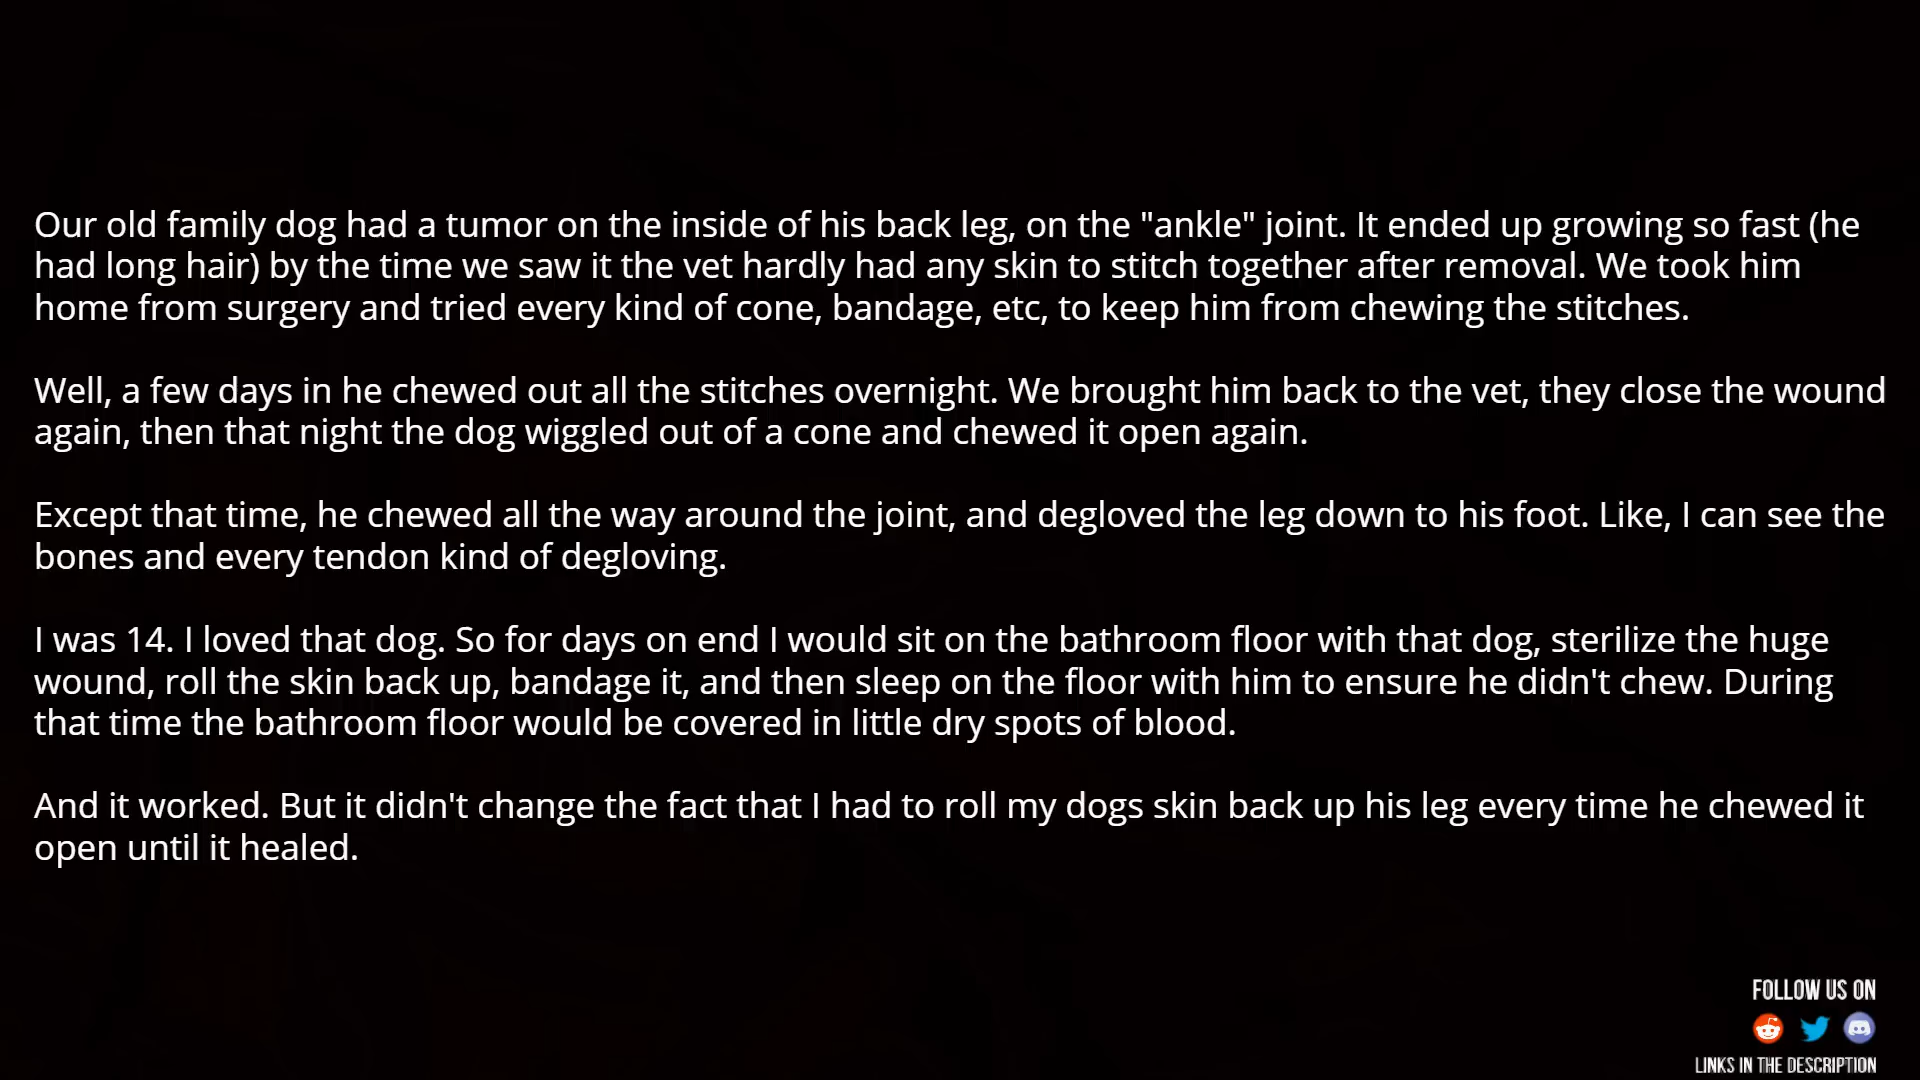 Our old family dog had a tumor on the inside of his back leg, on the "ankle" joint. It ended up growing so fast (he
had long hair) by the time we saw it the vet hardly had any skin to stitch together after removal. We took him
home from surgery and tried every kind of cone, bandage, etc, to keep him from chewing the stitches.
Well, a few days in he chewed out all the stitches overnight. We brought him back to the vet, they close the wound
again, then that night the dog wiggled out of a cone and chewed it open again.
Except that time, he chewed all the way around the joint, and degloved the leg down to his foot. Like, I can see the
bones and every tendon kind of degloving.
I was 14. I loved that dog. So for days on end I would sit on the bathroom floor with that dog, sterilize the huge
wound, roll the skin back up, bandage it, and then sleep on the floor with him to ensure he didn't chew. During
that time the bathroom floor would be covered in little dry spots of blood.
And it worked. But it didn't change the fact that I had to roll my dogs skin back up his leg every time he chewed it
open until it healed.
FOLLOW US ON
LINKS IN THE DESCRIPTION